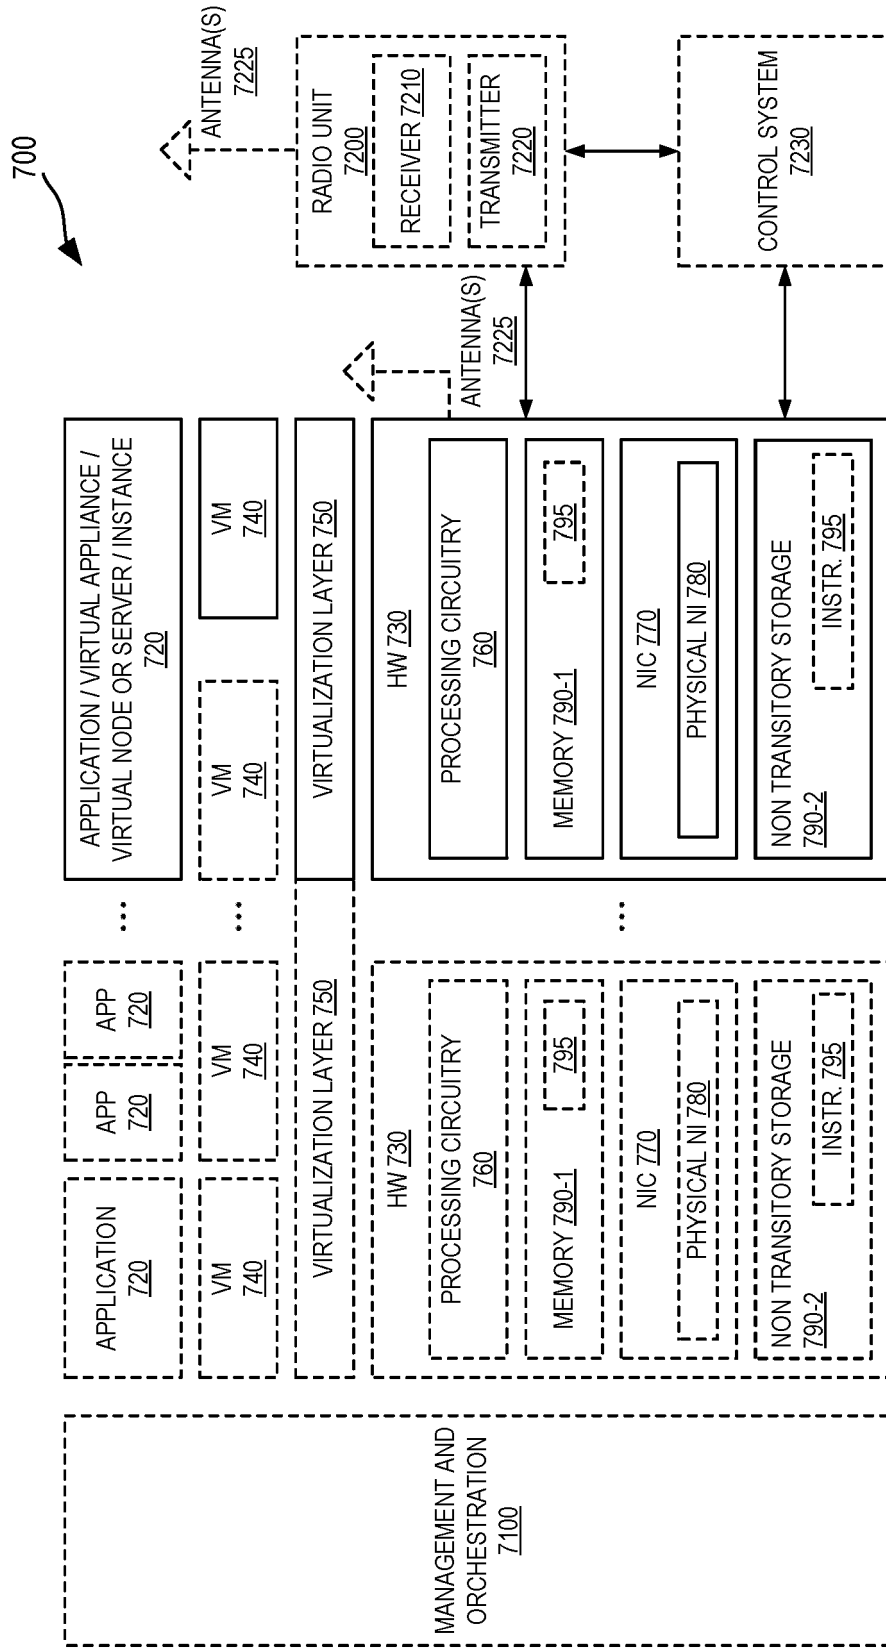 700
MANAGEMENT AND
ORCHESTRATION
7100
APPLICATION
720
APP
720
APP
720
...
APPLICATION / VIRTUAL APPLIANCE /
VIRTUAL NODE OR SERVER / INSTANCE
720
VM
740
VM
740
...
VM
740
VM
740
VIRTUALIZATION LAYER 750
VIRTUALIZATION LAYER 750
HW 730
PROCESSING CIRCUITRY
760
MEMORY 790-1
795
NIC 770
PHYSICAL NI 780
NON TRANSITORY STORAGE
790-2
INSTR. 795
...
HW 730
PROCESSING CIRCUITRY
760
MEMORY 790-1
795
NIC 770
PHYSICAL NI 780
NON TRANSITORY STORAGE
790-2
INSTR. 795
ANTENNA(S)
7225
ANTENNA(S)
7225
RADIO UNIT
7200
RECEIVER 7210
TRANSMITTER
7220
CONTROL SYSTEM
7230